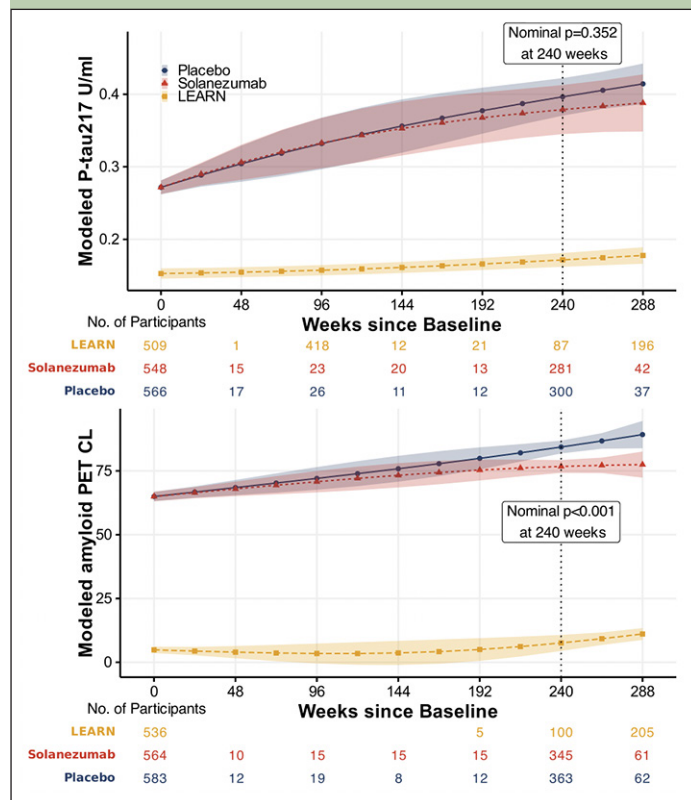 Nominal p=0.352
at 240 weeks
Placebo
Solanezumab
LEARN
Modeled P-tau217 U/ml
0.4
0.3
0.2
0 48 96 144 192 240 288
No. of Participants
Weeks since Baseline
LEARN 509 1 418 12 21 87 196
Solanezumab 548 15 23 20 13 281 42
Placebo 566 17 26 11 12 300 37
Modeled amyloid PET CL
75
Nominal p<0.001
at 240 weeks
50
25
0
0 48 96 144 192 240 288
No. of Participants
Weeks since Baseline
LEARN 536 5 100 205
Solanezumab 564 10 15 15 15 345 61
Placebo 583 12 19 8 12 363 62